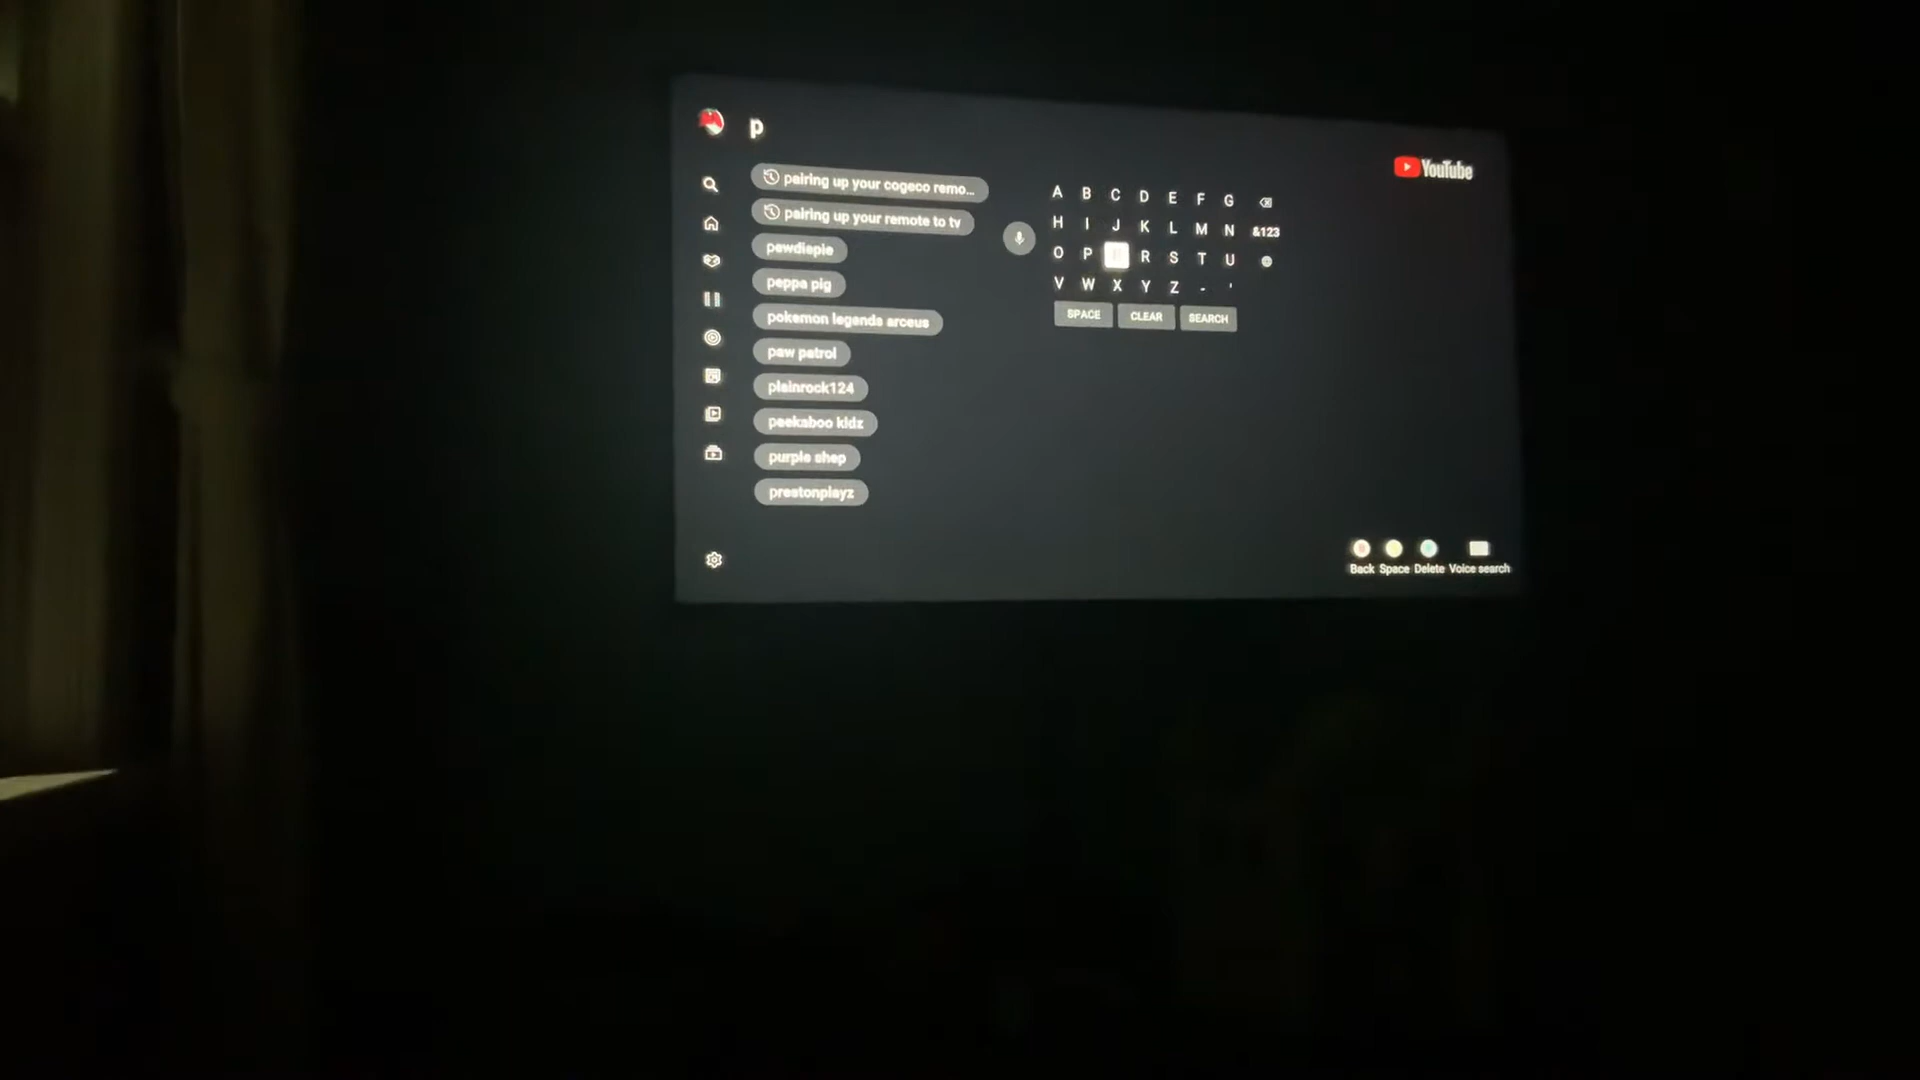 p
YouTube
pairing up your cogeco remo...
pairing up your remote to tv
pewdiepie
peppa pig
pokemon legends arceus
paw patrol
plainrock124
peekaboo kidz
purple shep
prestonplayz
A B C D E F G
H I J K L M N &123
O P R S T U
V W X Y Z - '
SPACE CLEAR SEARCH
Back Space Delete Voice search